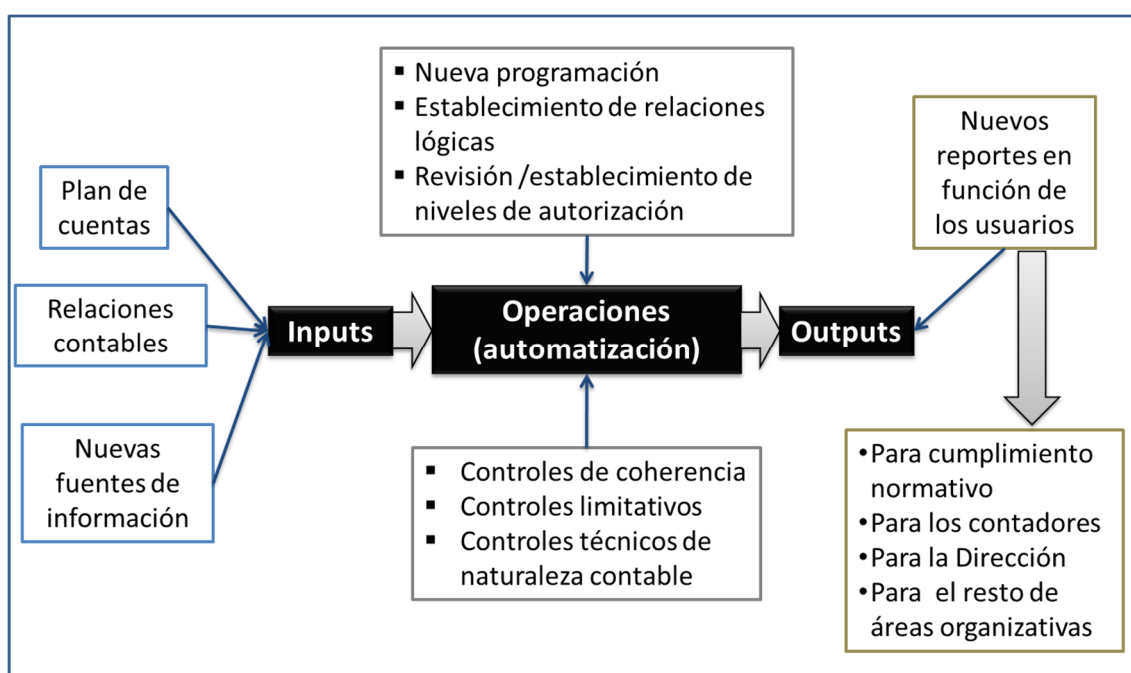 Plan de
cuentas
Relaciones
contables
Nuevas
fuentes de
información
Inputs
▪ Nueva programación
▪ Establecimiento de relaciones
lógicas
▪ Revisión /establecimiento de
niveles de autorización
Operaciones
(automatización)
▪ Controles de coherencia
▪ Controles limitativos
▪ Controles técnicos de
naturaleza contable
Outputs
Nuevos
reportes en
función de
los usuarios
•Para cumplimiento
normativo
•Para los contadores
•Para la Dirección
•Para el resto de
áreas organizativas